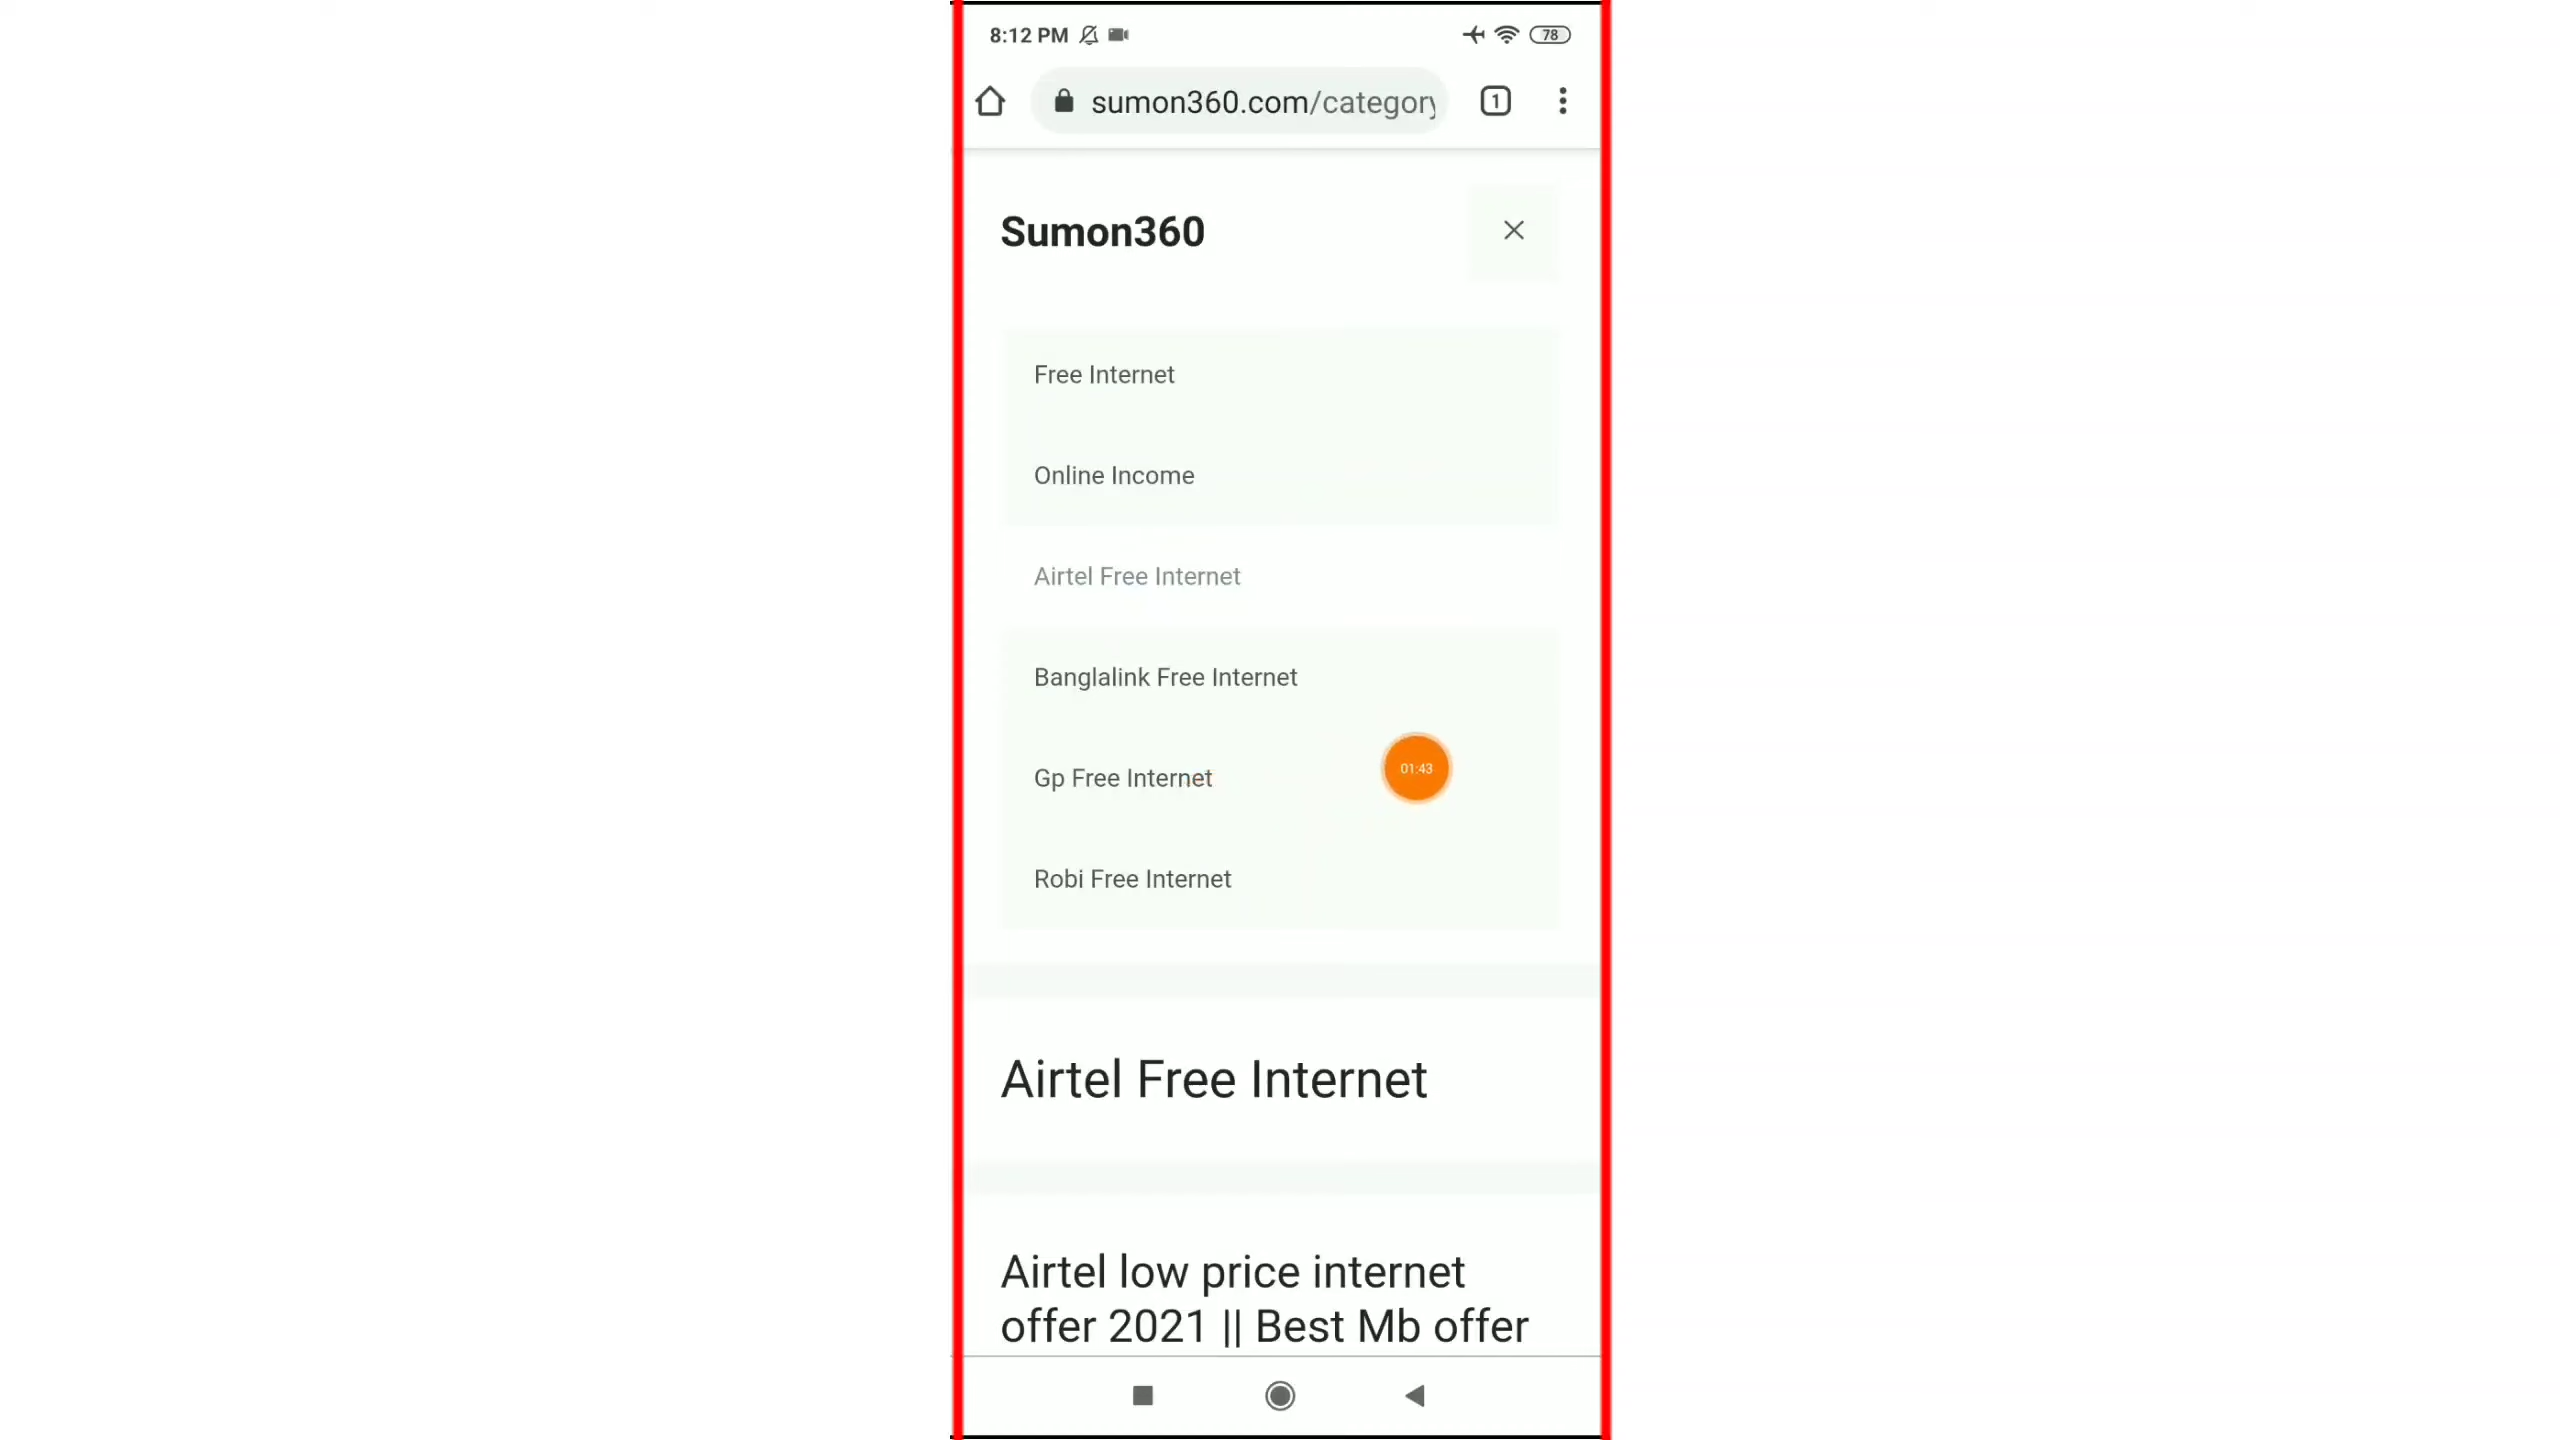 8:12 PM 78
sumon360.com/category 1
Sumon360
Free Internet
Online Income
Airtel Free Internet
Banglalink Free Internet
01:43
Gp Free Internet
Robi Free Internet
Airtel Free Internet
Airtel low price internet
offer 2021 || Best Mb offer